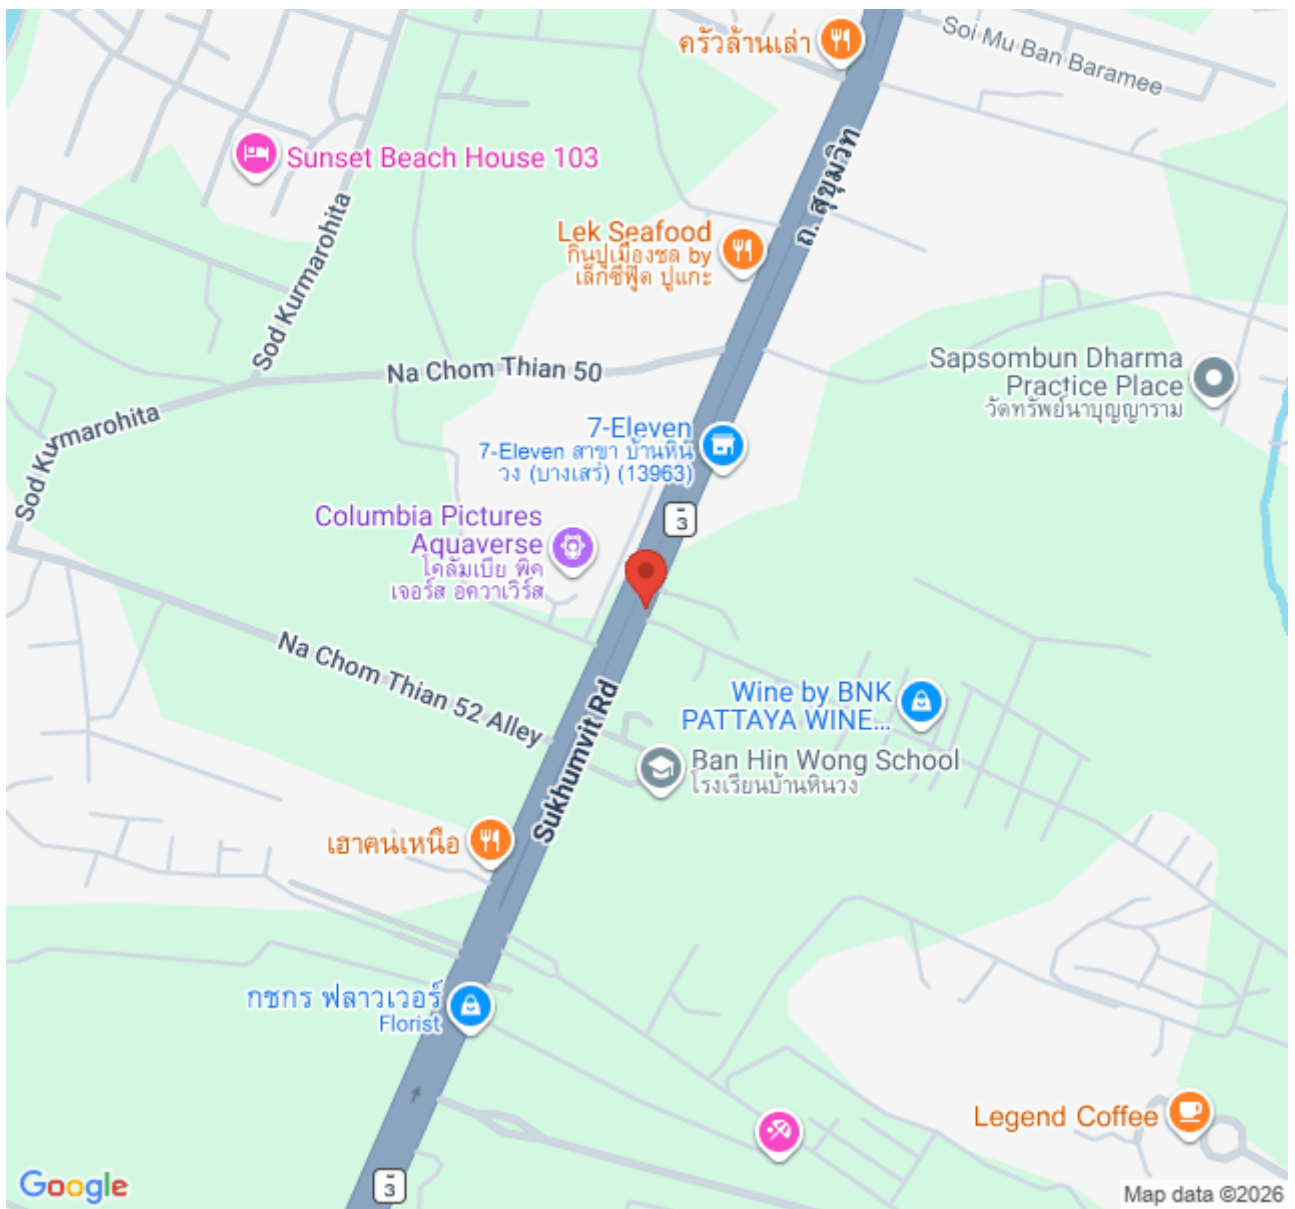 ครัวล้านเล่า
Soi Mu Ban Baramee
Sunset Beach House 103
ถ. สุขุมวิท
Sod Kurmarohita
Lek Seafood
กินปูเมืองชล by
เล็กซีฟู๊ด ปูแกะ
Na Chom Thian 50
Sapsombun Dharma
Practice Place
วัดทรัพย์นาบุญญาราม
Sod Kurmarohita
7-Eleven
7-Eleven สาขา บ้านหิน
วง (บางเสร่) (13963)
3
Columbia Pictures
Aquaverse
โคลัมเบีย พิค
เจอร์ส อควาเวิร์ส
Na Chom Thian 52 Alley
Wine by BNK
PATTAYA WINE...
Sukhumvit Rd
Ban Hin Wong School
โรงเรียนบ้านหินวง
เฮาฅนเหนือ
กชกร ฟลาวเวอร์
Florist
Legend Coffee
3
Google
Map data ©2026